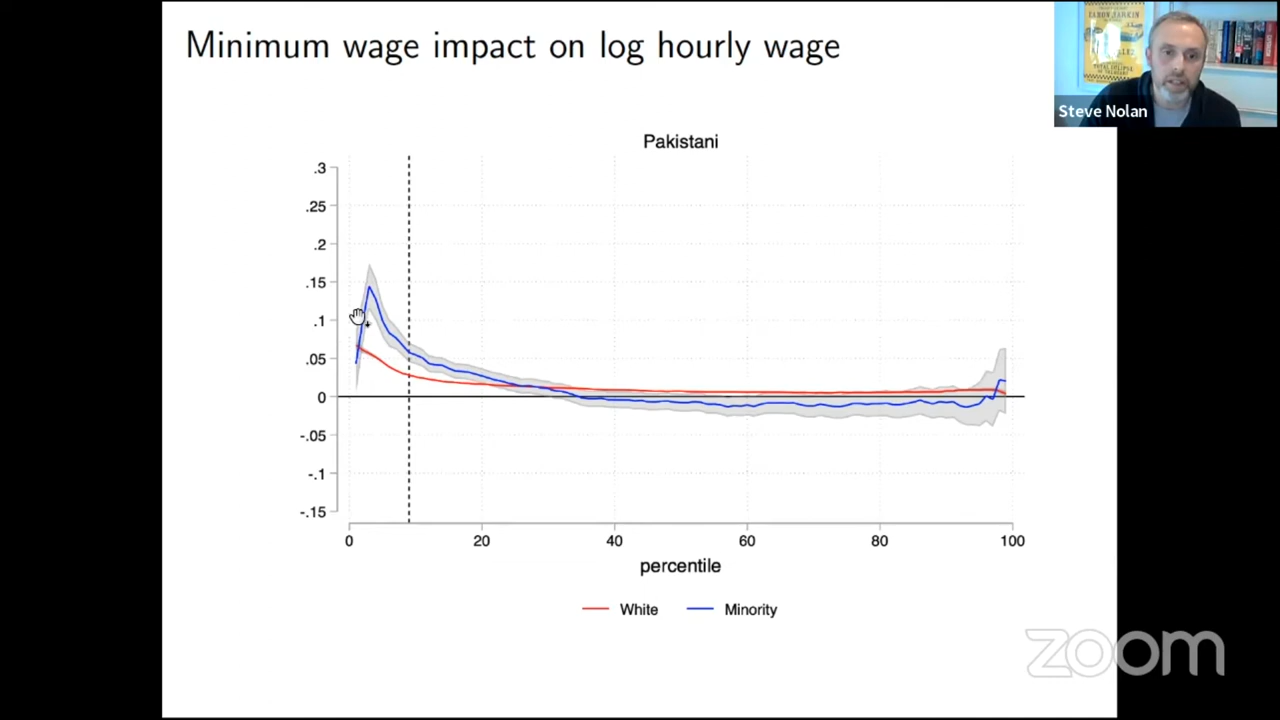 Minimum wage impact on log hourly wage
Steve Nolan
Pakistani
.3
.25
.2
.15
.1
.05
0
-.05
-.1
-.15
0 20 40 60 80 100
percentile
White Minority
zoom